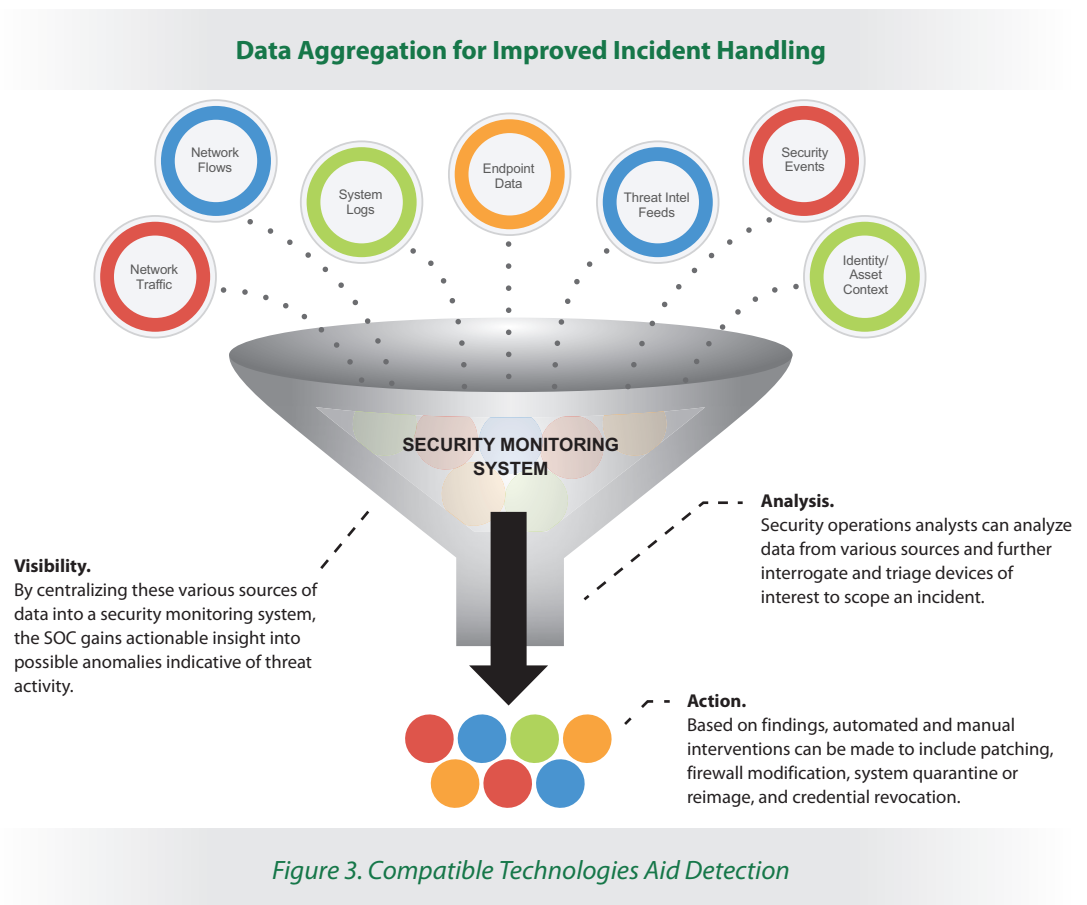 Data Aggregation for Improved Incident Handling
Network
Flows
System
Logs
Endpoint
Data
Threat Intel
Feeds
Security
Events
Network
Traffic
Identity/
Asset
Context
SECURITY MONITORING
SYSTEM
Visibility.
By centralizing these various sources of
data into a security monitoring system,
the SOC gains actionable insight into
possible anomalies indicative of threat
activity.
Analysis.
Security operations analysts can analyze
data from various sources and further
interrogate and triage devices of
interest to scope an incident.
Action.
Based on findings, automated and manual
interventions can be made to include patching,
firewall modification, system quarantine or
reimage, and credential revocation.
Figure 3. Compatible Technologies Aid Detection